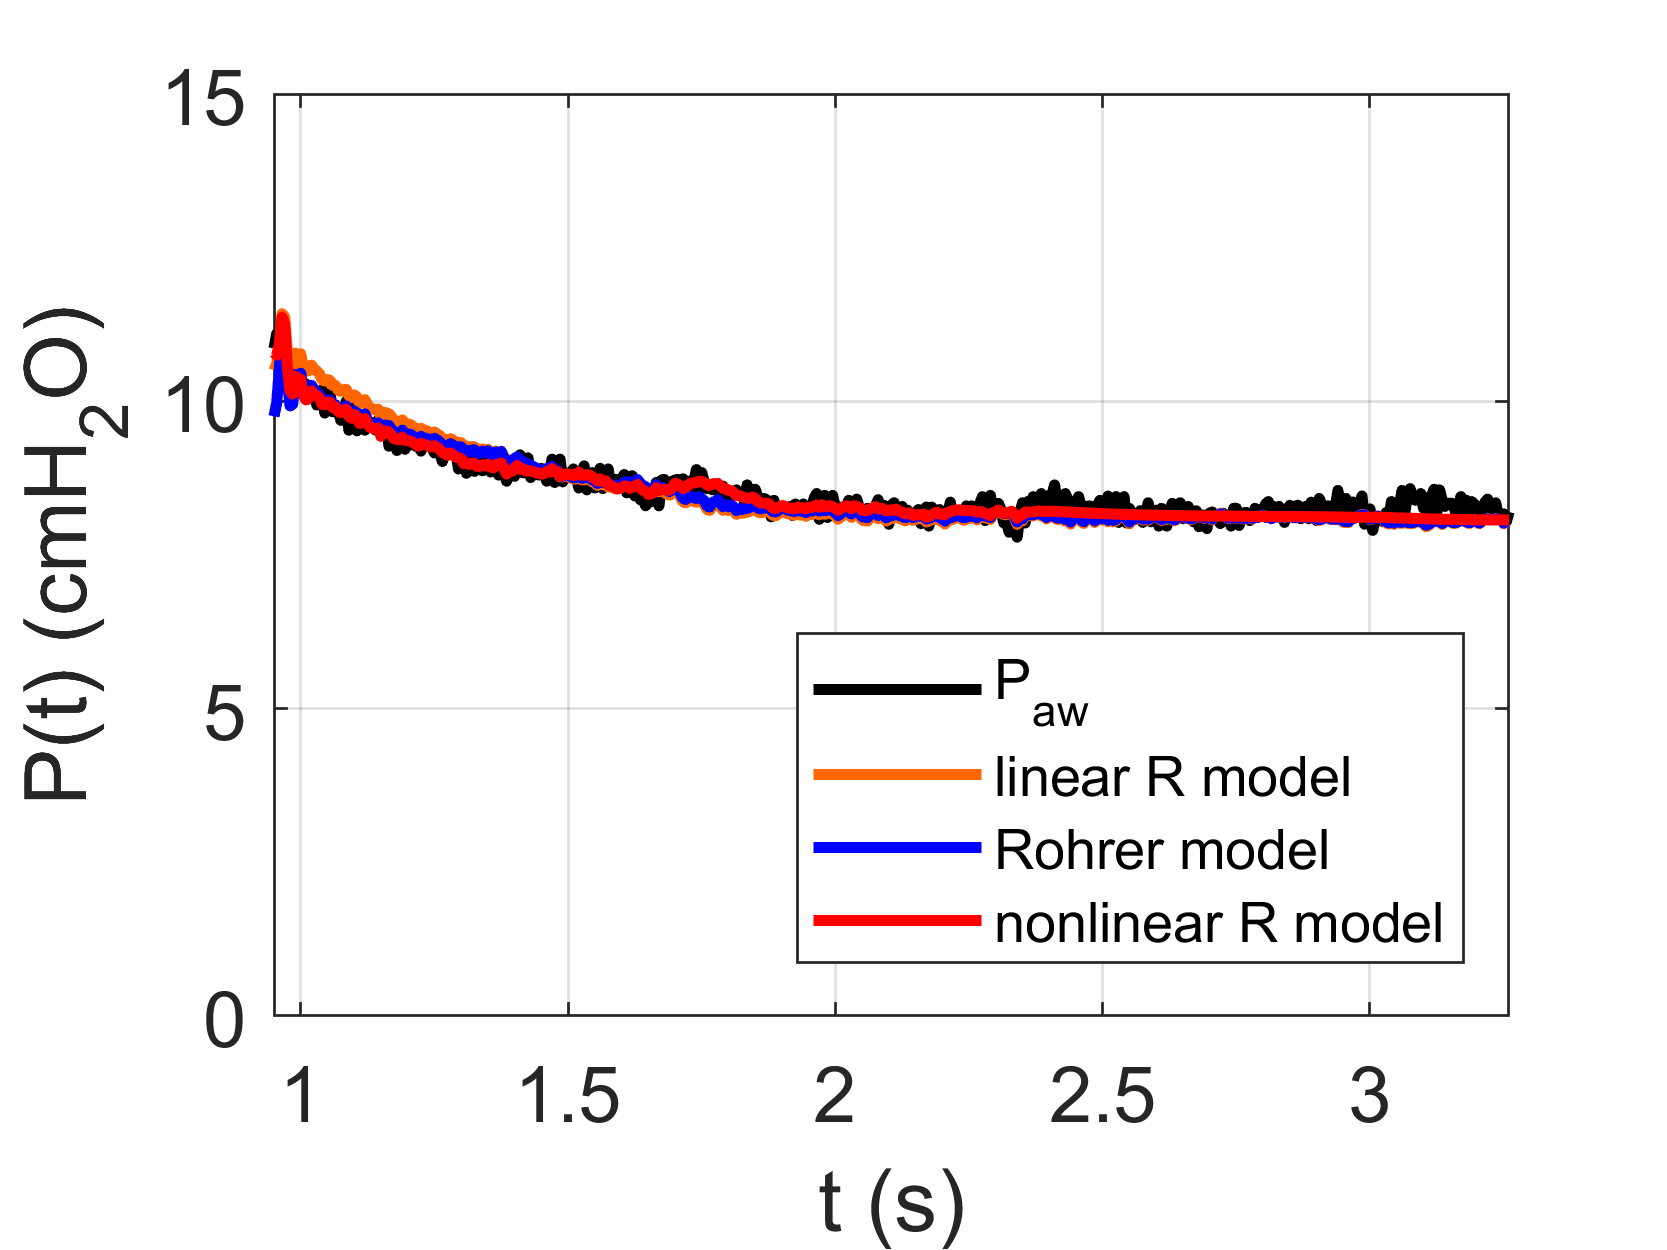 15
10
5
0
P(t) (cmH2O)
1 1.5 2 2.5 3
t (s)
Paw
linear R model
Rohrer model
nonlinear R model